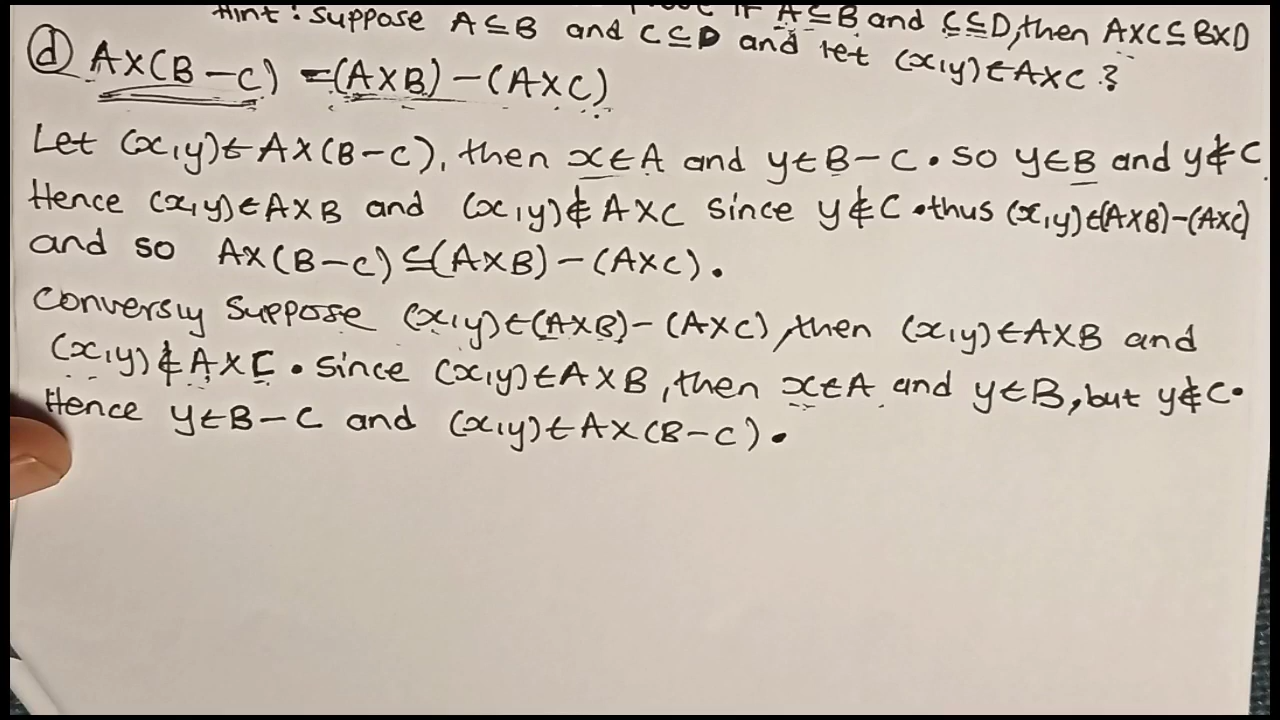 Hint: Suppose A⊆B and C⊆D and let (x,y)∈A×C?
if A⊆B and C⊆D, then A×C⊆B×D
(d) A×(B-C) =(A×B)-(A×C)
Let (x,y)∈A×(B-C), then x∈A and y∈B-C. so y∈B and y∉C.
Hence (x,y)∈A×B and (x,y)∉A×C since y∉C. thus (x,y)∈(A×B)-(A×C)
and so A×(B-C)⊆(A×B)-(A×C).
Conversly suppose (x,y)∈(A×B)-(A×C), then (x,y)∈A×B and
(x,y)∉A×C. since (x,y)∈A×B, then x∈A and y∈B, but y∉C.
Hence y∈B-C and (x,y)∈A×(B-C).